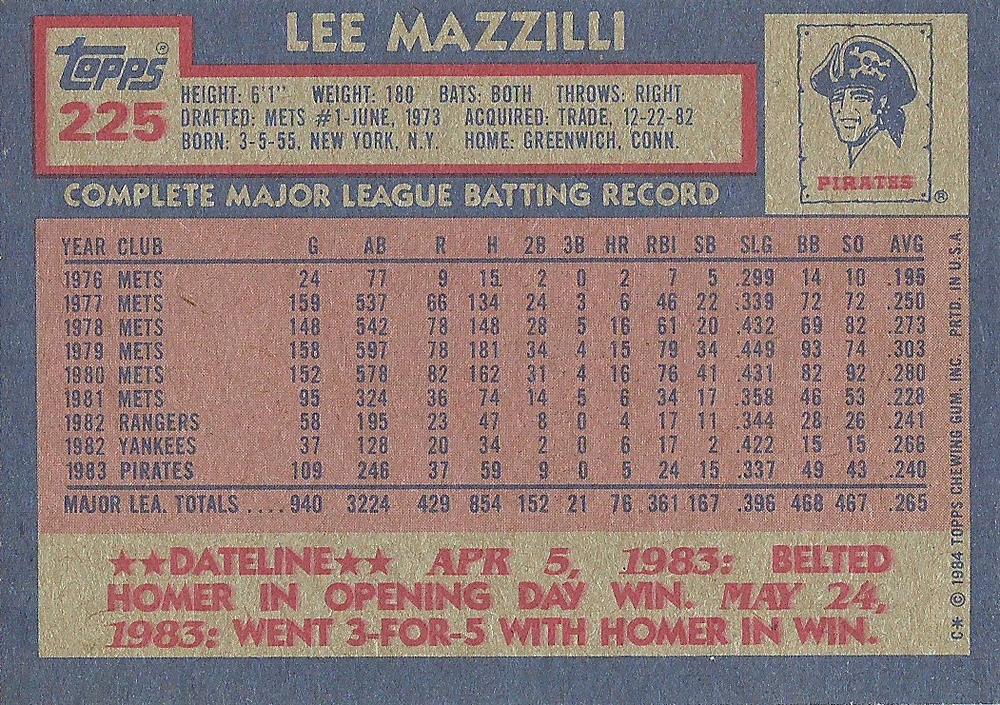 LEE MAZZILLI
Topps®
225
HEIGHT: 6'1" WEIGHT: 180 BATS: BOTH THROWS: RIGHT
DRAFTED: METS #1-JUNE, 1973 ACQUIRED: TRADE, 12-22-82
BORN: 3-5-55, NEW YORK, N.Y. HOME: GREENWICH, CONN.
PIRATES
®
COMPLETE MAJOR LEAGUE BATTING RECORD
YEAR CLUB G AB R H 2B 3B HR RBI SB SLG BB SO AVG
1976 METS 24 77 9 15 2 0 2 7 5 .299 14 10 .195
1977 METS 159 537 66 134 24 3 6 46 22 .339 72 72 .250
1978 METS 148 542 78 148 28 5 16 61 20 .432 69 82 .273
1979 METS 158 597 78 181 34 4 15 79 34 .449 93 74 .303
1980 METS 152 578 82 162 31 4 16 76 41 .431 82 92 .280
1981 METS 95 324 36 74 14 5 6 34 17 .358 46 53 .228
1982 RANGERS 58 195 23 47 8 0 4 17 11 .344 28 26 .241
1982 YANKEES 37 128 20 34 2 0 6 17 2 .422 15 15 .266
1983 PIRATES 109 246 37 59 9 0 5 24 15 .337 49 43 .240
MAJOR LEA. TOTALS .... 940 3224 429 854 152 21 76 361 167 .396 468 467 .265
★★DATELINE★★ APR 5, 1983: BELTED
HOMER IN OPENING DAY WIN. MAY 24,
1983: WENT 3-FOR-5 WITH HOMER IN WIN.
C* © 1984 TOPPS CHEWING GUM, INC. PRTD. IN U.S.A.